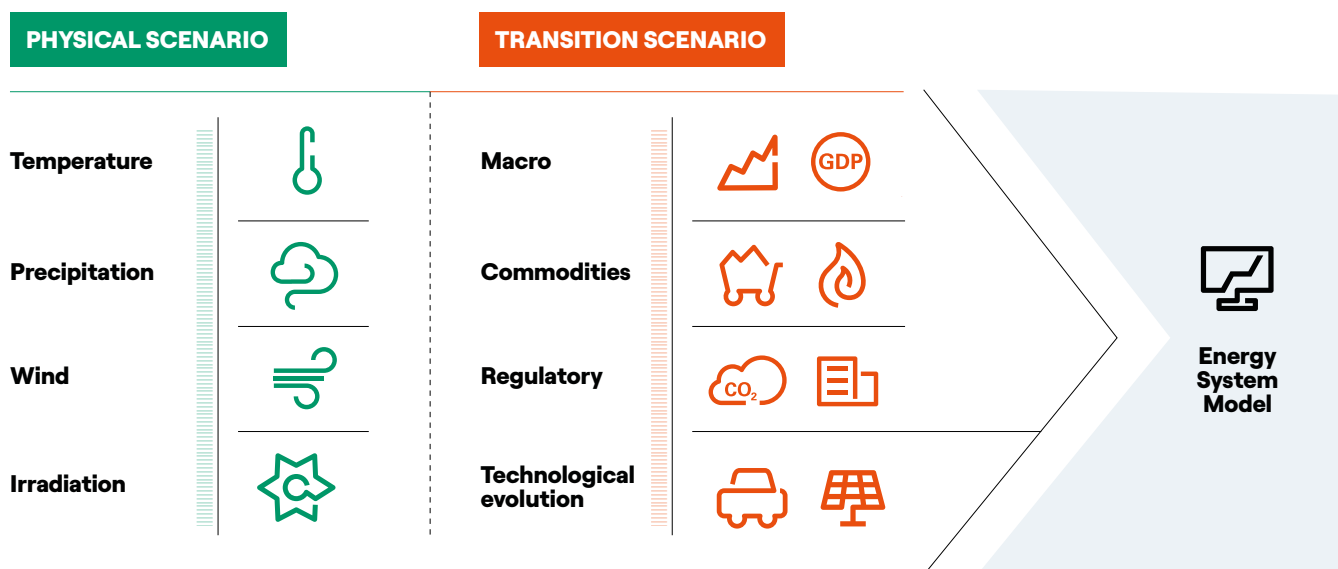 PHYSICAL SCENARIO
TRANSITION SCENARIO
Temperature
Macro
GDP
Precipitation
Commodities
Wind
Regulatory
CO₂
Irradiation
Technological
evolution
Energy
System
Model